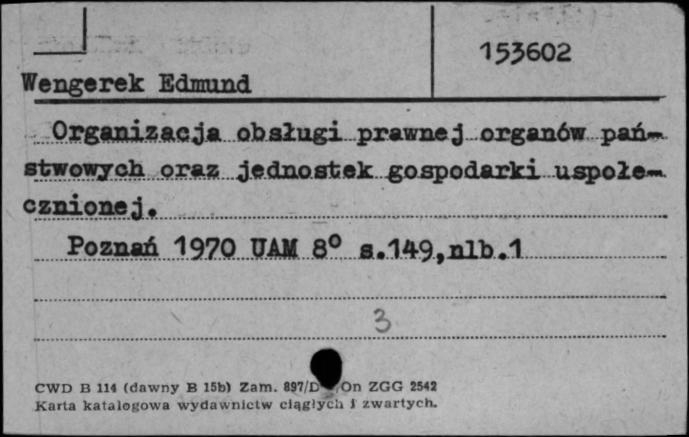 153602
Wengerek Edmund
Organizacja obsługi prawnej organów pań-
stwowych oraz jednostek gospodarki uspołe-
cznionej.
Poznań 1970 UAM 8° s.149,nlb.1
3
CWD B 114 (dawny B 15b) Zam. 897/D On ZGG 2542
Karta katalogowa wydawnictw ciągłych i zwartych.